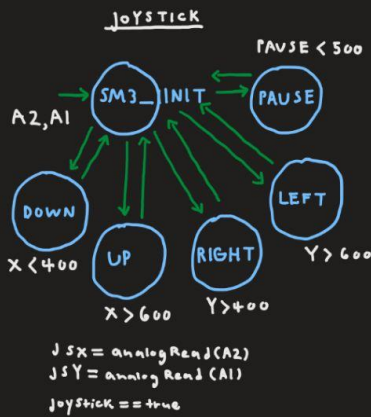 JOYSTICK
PAUSE < 500
SM3_INIT
PAUSE
A2, A1
LEFT
DOWN
UP
RIGHT
X < 400
Y > 600
X > 600
Y > 400
JSX = analogRead(A2)
JSY = analogRead (A1)
Joystick == true